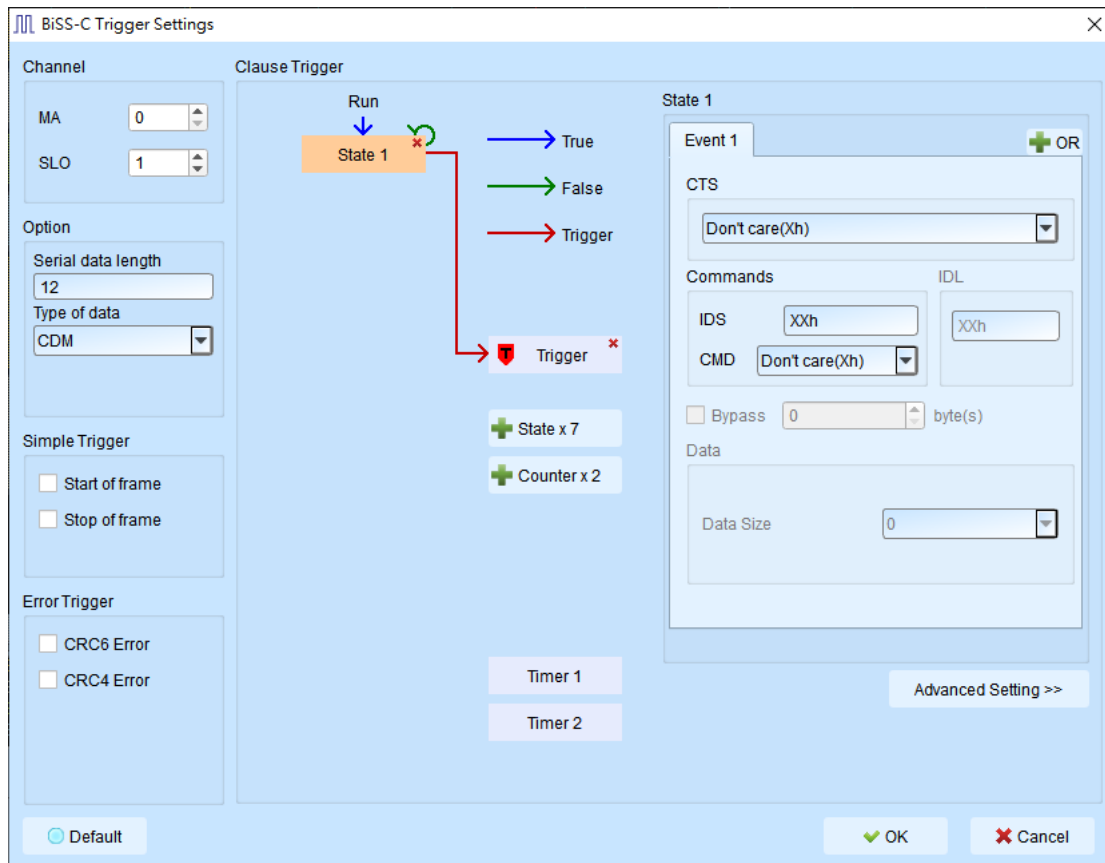 BiSS-C Trigger Settings
Channel
MA
0
SLO
1
Option
Serial data length
12
Type of data
CDM
Simple Trigger
Start of frame
Stop of frame
Error Trigger
CRC6 Error
CRC4 Error
Clause Trigger
Run
State 1
True
False
Trigger
T
Trigger
State x 7
Counter x 2
Timer 1
Timer 2
State 1
Event 1
OR
CTS
Don't care(Xh)
Commands
IDL
IDS
XXh
XXh
CMD
Don't care(Xh)
Bypass
0
byte(s)
Data
Data Size
0
Advanced Setting >>
Default
OK
Cancel